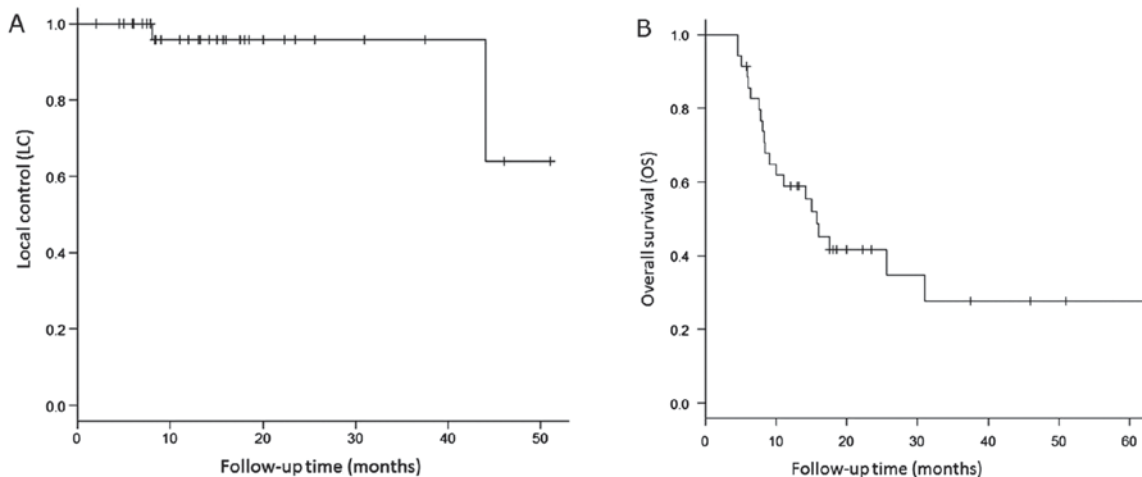 A
Local control (LC)
1.0
0.8
0.6
0.4
0.2
0.0
0 10 20 30 40 50
Follow-up time (months)
B
Overall survival (OS)
1.0
0.8
0.6
0.4
0.2
0.0
0 10 20 30 40 50 60
Follow-up time (months)